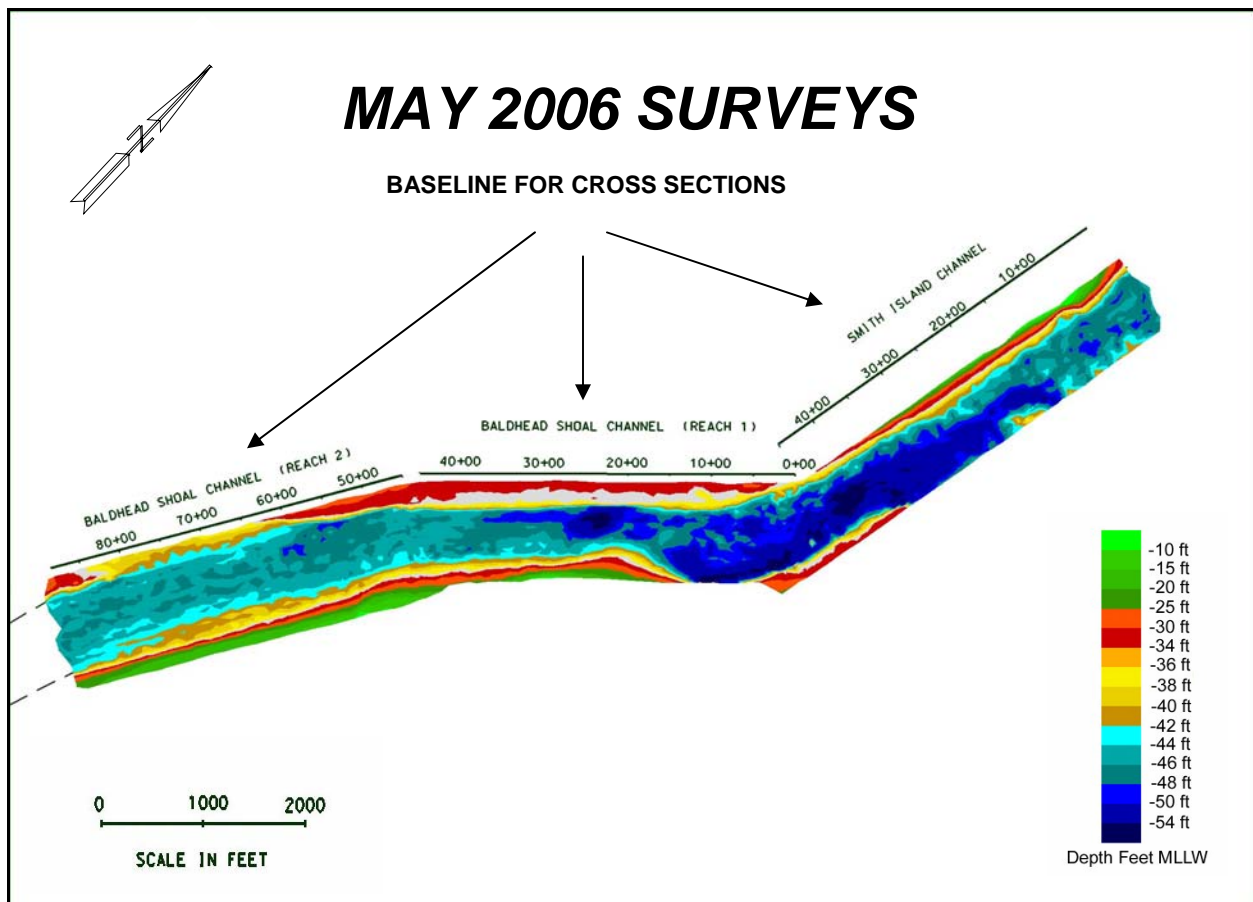 MAY 2006 SURVEYS
N
BASELINE FOR CROSS SECTIONS
SMITH ISLAND CHANNEL
10+00
20+00
30+00
40+00
BALDHEAD SHOAL CHANNEL (REACH 1)
40+00
30+00
20+00
10+00
0+00
BALDHEAD SHOAL CHANNEL (REACH 2)
80+00
70+00
60+00
50+00
0
1000
2000
SCALE IN FEET
-10 ft
-15 ft
-20 ft
-25 ft
-30 ft
-34 ft
-36 ft
-38 ft
-40 ft
-42 ft
-44 ft
-46 ft
-48 ft
-50 ft
-54 ft
Depth Feet MLLW